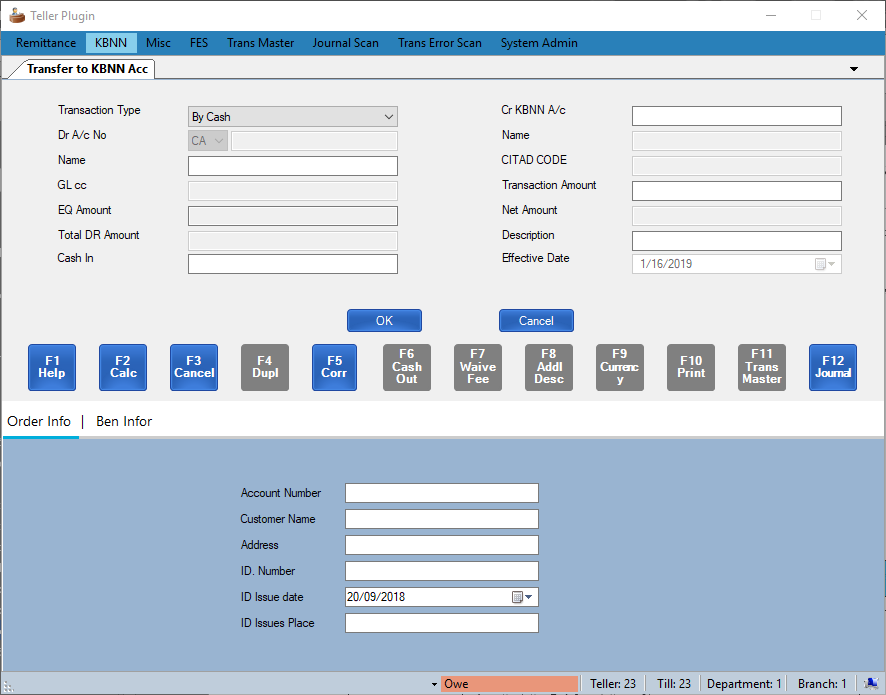 Teller Plugin
Remittance KBNN Misc FES Trans Master Journal Scan Trans Error Scan System Admin
Transfer to KBNN Acc
Transaction Type By Cash Cr KBNN A/c
Dr A/c No CA Name
Name CITAD CODE
GL cc Transaction Amount
EQ Amount Net Amount
Total DR Amount Description
Cash In Effective Date 1/16/2019
OK Cancel
F1 Help
F2 Calc
F3 Cancel
F4 Dupl
F5 Corr
F6 Cash Out
F7 Waive Fee
F8 Addl Desc
F9 Currency
F10 Print
F11 Trans Master
F12 Journal
Order Info | Ben Infor
Account Number
Customer Name
Address
ID. Number
ID Issue date 20/09/2018
ID Issues Place
Owe Teller: 23 Till: 23 Department: 1 Branch: 1